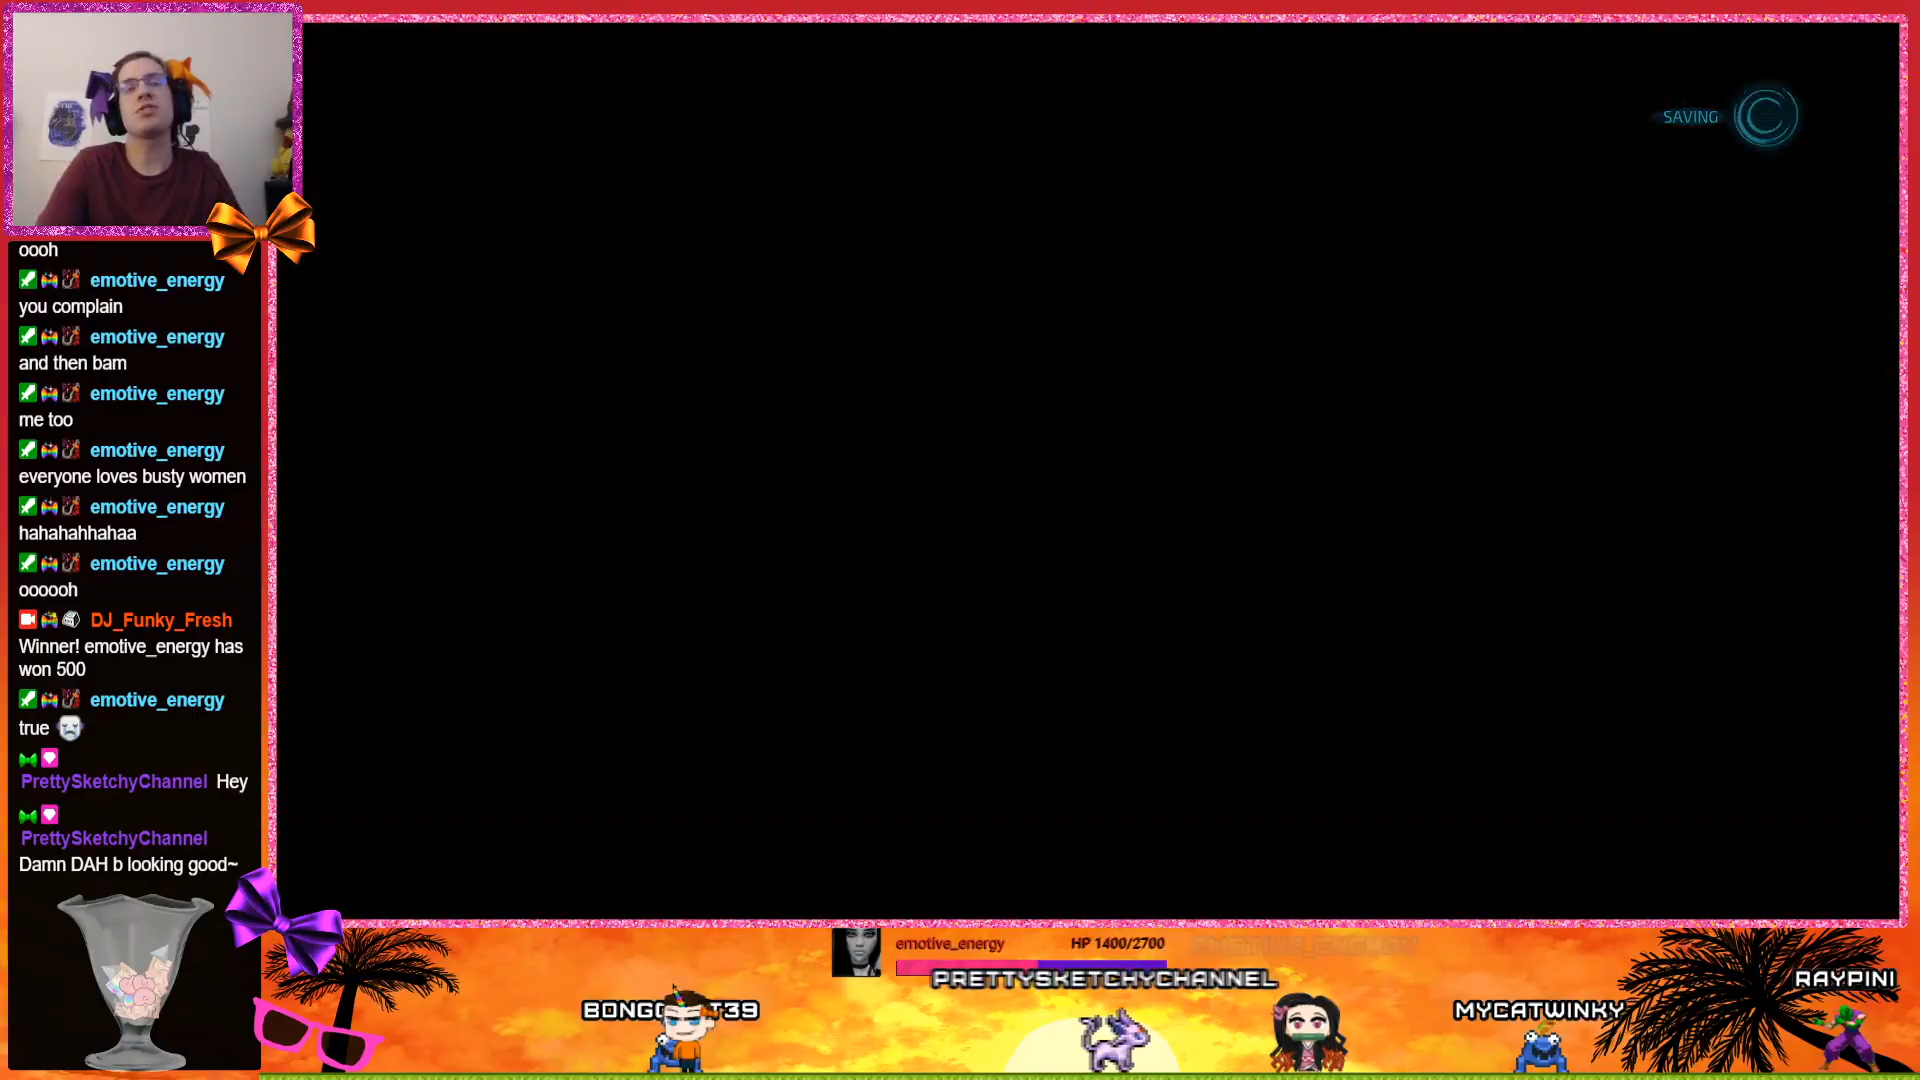 SAVING
oooh
emotive_energy
you complain
emotive_energy
and then bam
emotive_energy
me too
emotive_energy
everyone loves busty women
emotive_energy
hahahahhahaa
emotive_energy
oooooh
DJ_Funky_Fresh
Winner! emotive_energy has
won 500
emotive_energy
true
PrettySketchyChannel Hey
PrettySketchyChannel
Damn DAH b looking good~
emotive_energy HP 1400/2700
PRETTYSKETCHYCHANNEL
RAYPINI
MYCATWINKY